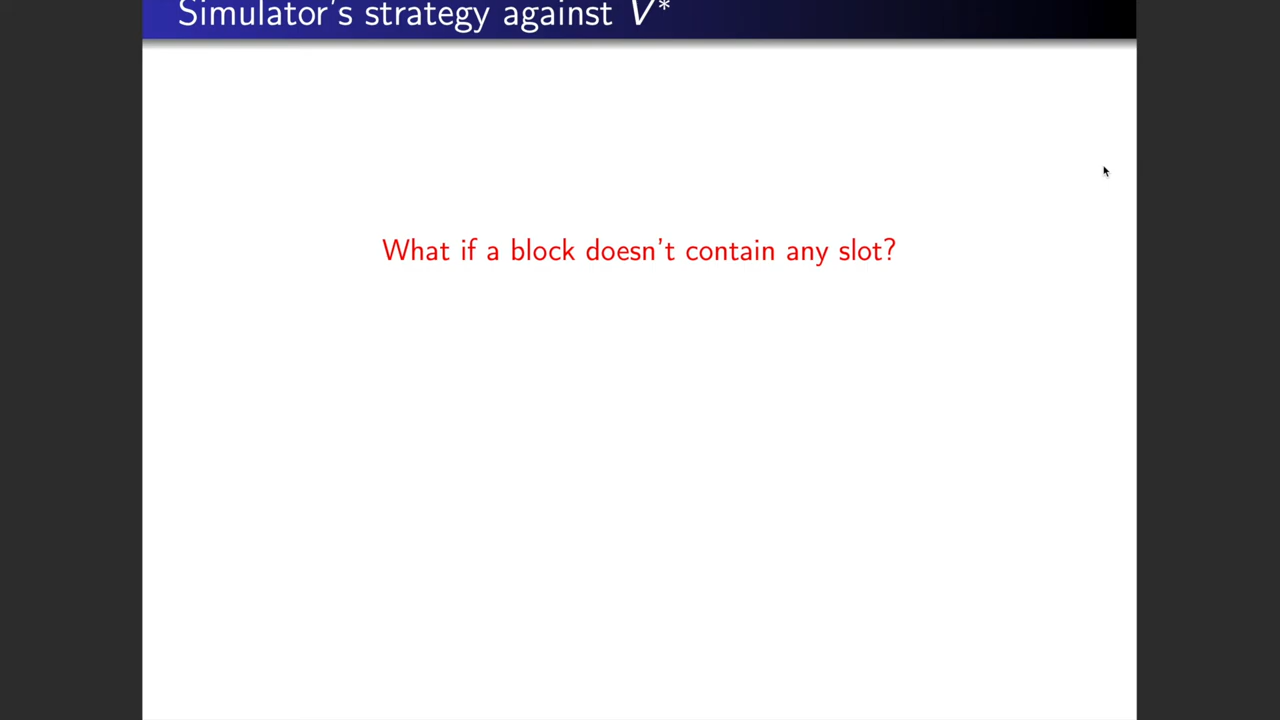 Simulator's strategy against V*
What if a block doesn't contain any slot?